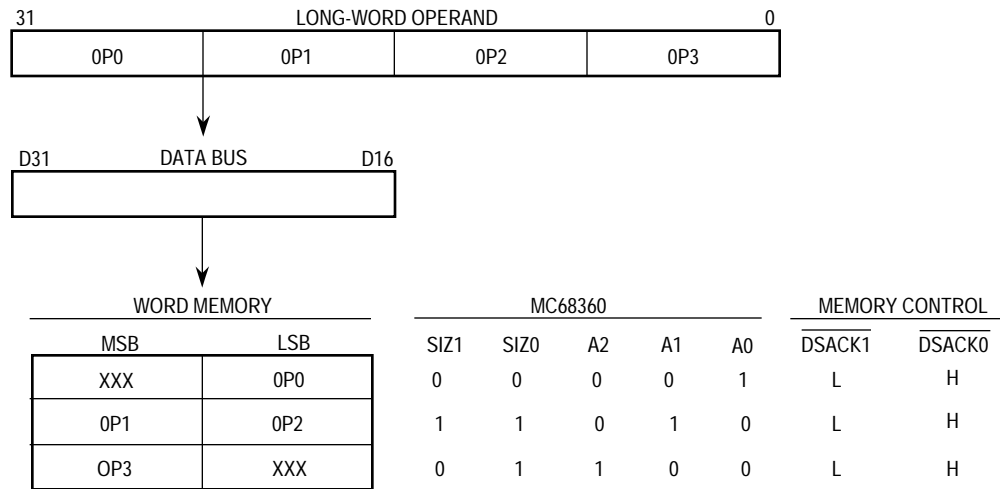 31 LONG-WORD OPERAND 0
0P0 0P1 0P2 0P3
D31 DATA BUS D16
WORD MEMORY MC68360 MEMORY CONTROL
MSB LSB SIZ1 SIZ0 A2 A1 A0 DSACK1 DSACK0
XXX 0P0 0 0 0 0 1 L H
0P1 0P2 1 1 0 1 0 L H
OP3 XXX 0 1 1 0 0 L H